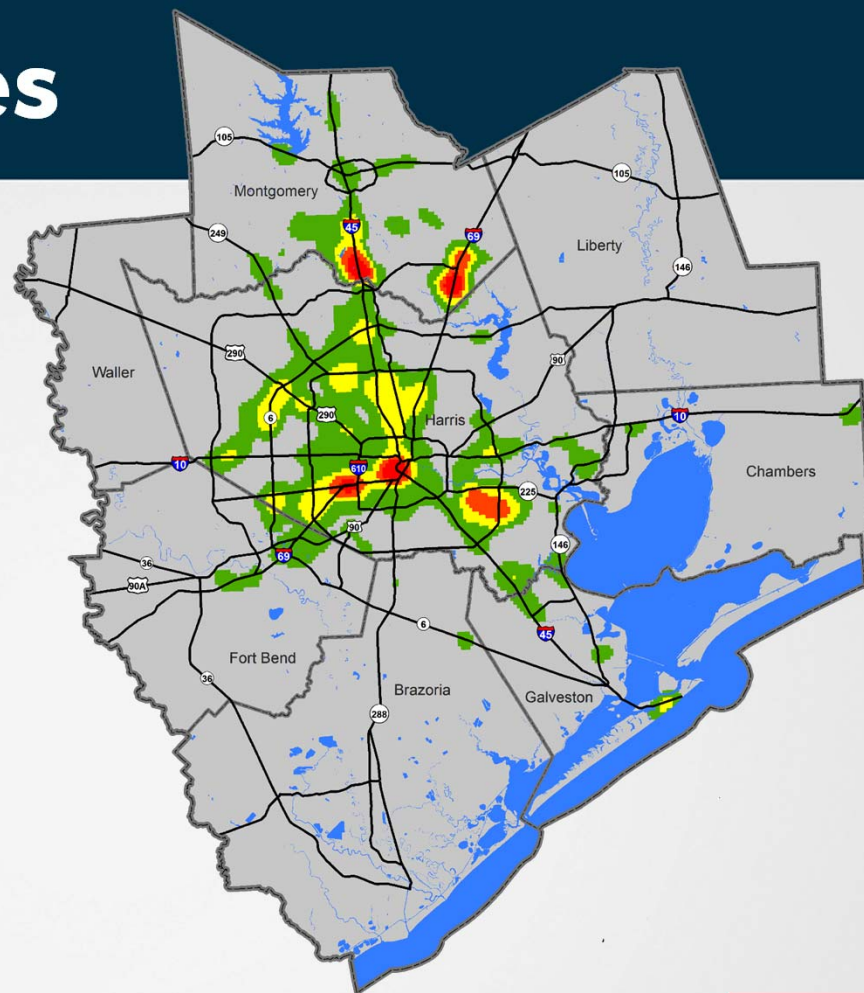 es
105
Montgomery
105
45
69
249
Liberty
146
290
90
Waller
6
290
Harris
10
10
610
Chambers
225
90
36
69
146
90A
6
45
Fort Bend
36
Brazoria
Galveston
288